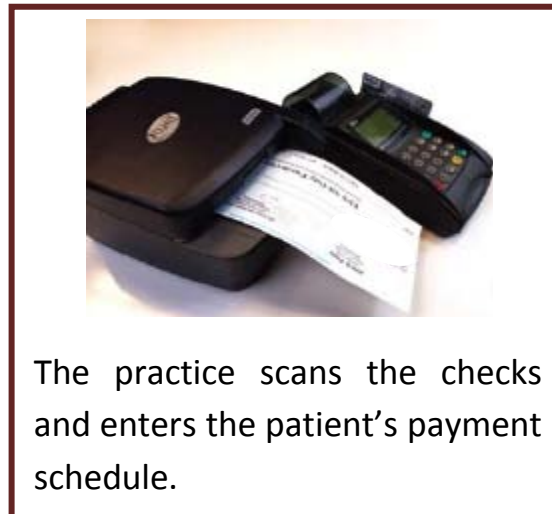 The practice scans the checks
and enters the patient’s payment
schedule.